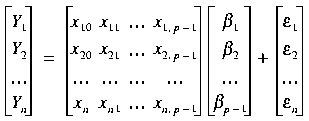 Y₁ = x₁₀ x₁₁ … x₁,ₚ₋₁ β₁ + ε₁
Y₂ x₂₀ x₂₁ … x₂,ₚ₋₁ β₂ ε₂
… … … … … … …
Yₙ xₙ xₙ₁ … xₙ,ₚ₋₁ βₚ₋₁ εₙ